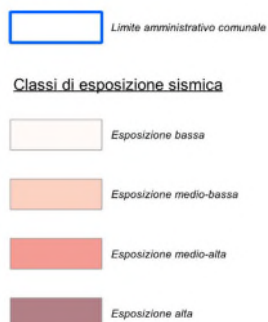 Limite amministrativo comunale
Classi di esposizione sismica
Esposizione bassa
Esposizione medio-bassa
Esposizione medio-alta
Esposizione alta